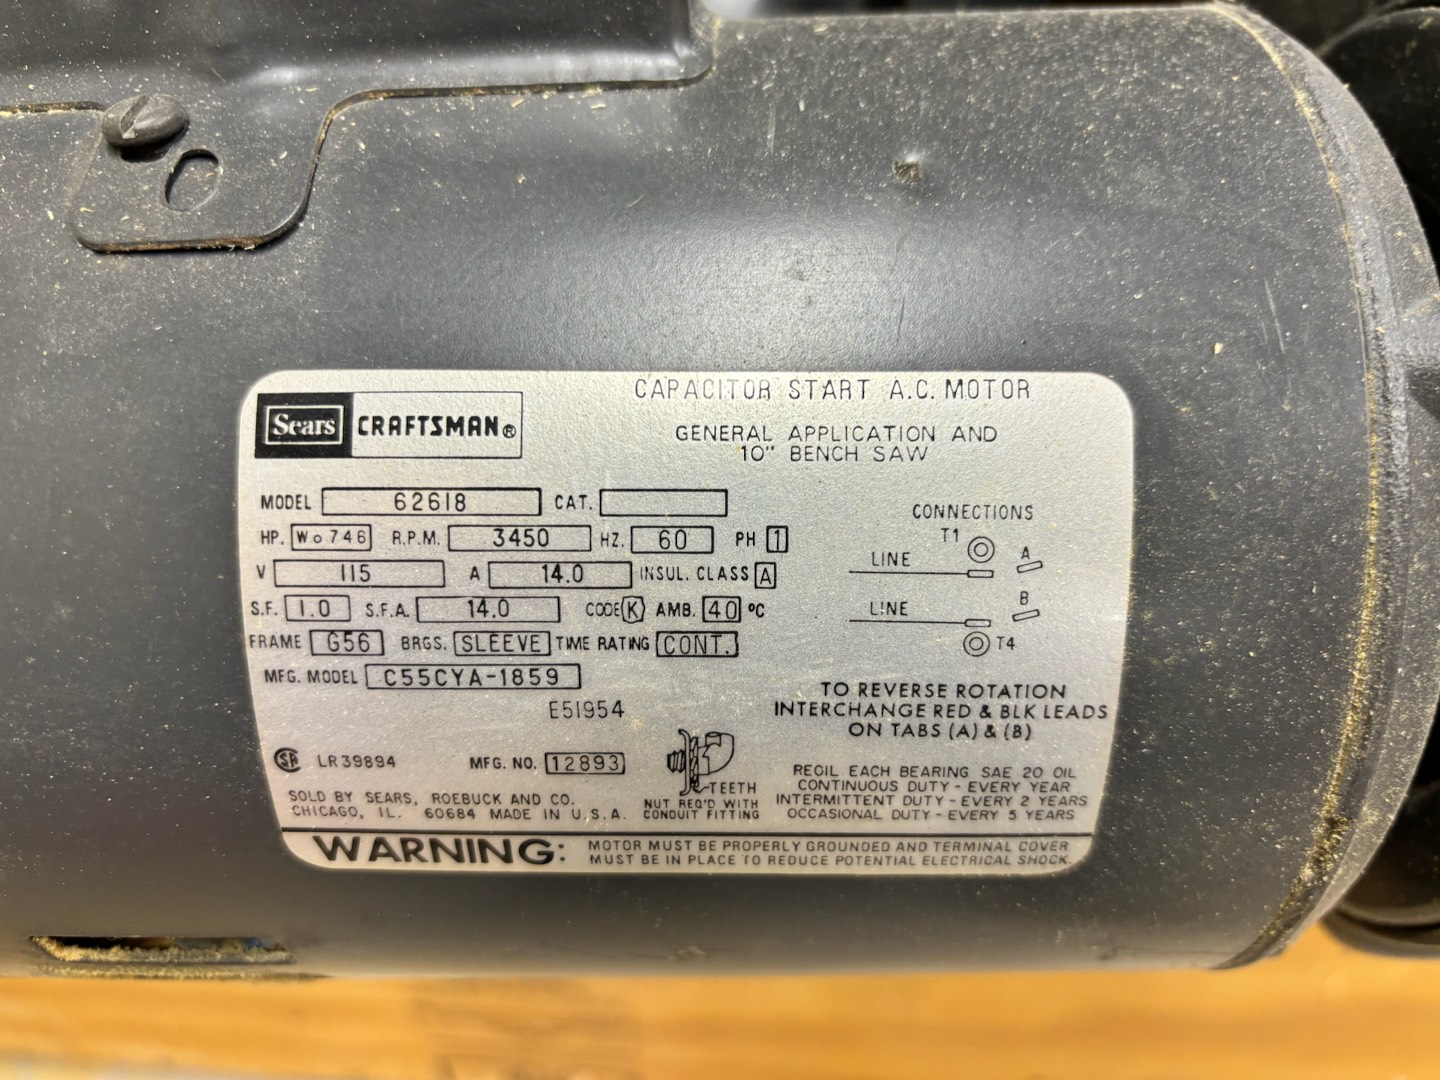 Sears CRAFTSMAN®
CAPACITOR START A.C. MOTOR
GENERAL APPLICATION AND
10" BENCH SAW
MODEL 62618 CAT.
HP. Wo746 R.P.M. 3450 HZ. 60 PH 1
V 115 A 14.0 INSUL. CLASS A
S.F. 1.0 S.F.A. 14.0 CODE K AMB. 40 °C
FRAME G56 BRGS. SLEEVE TIME RATING CONT.
MFG. MODEL C55CYA-1859
E51954
SA LR39894 MFG. NO. 12893
SOLD BY SEARS, ROEBUCK AND CO.
CHICAGO, IL. 60684 MADE IN U.S.A.
TEETH
NUT REQ'D WITH
CONDUIT FITTING
CONNECTIONS
T1
LINE A
LINE B
T4
TO REVERSE ROTATION
INTERCHANGE RED & BLK LEADS
ON TABS (A) & (B)
REOIL EACH BEARING SAE 20 OIL
CONTINUOUS DUTY - EVERY YEAR
INTERMITTENT DUTY - EVERY 2 YEARS
OCCASIONAL DUTY - EVERY 5 YEARS
WARNING: MOTOR MUST BE PROPERLY GROUNDED AND TERMINAL COVER
MUST BE IN PLACE TO REDUCE POTENTIAL ELECTRICAL SHOCK.